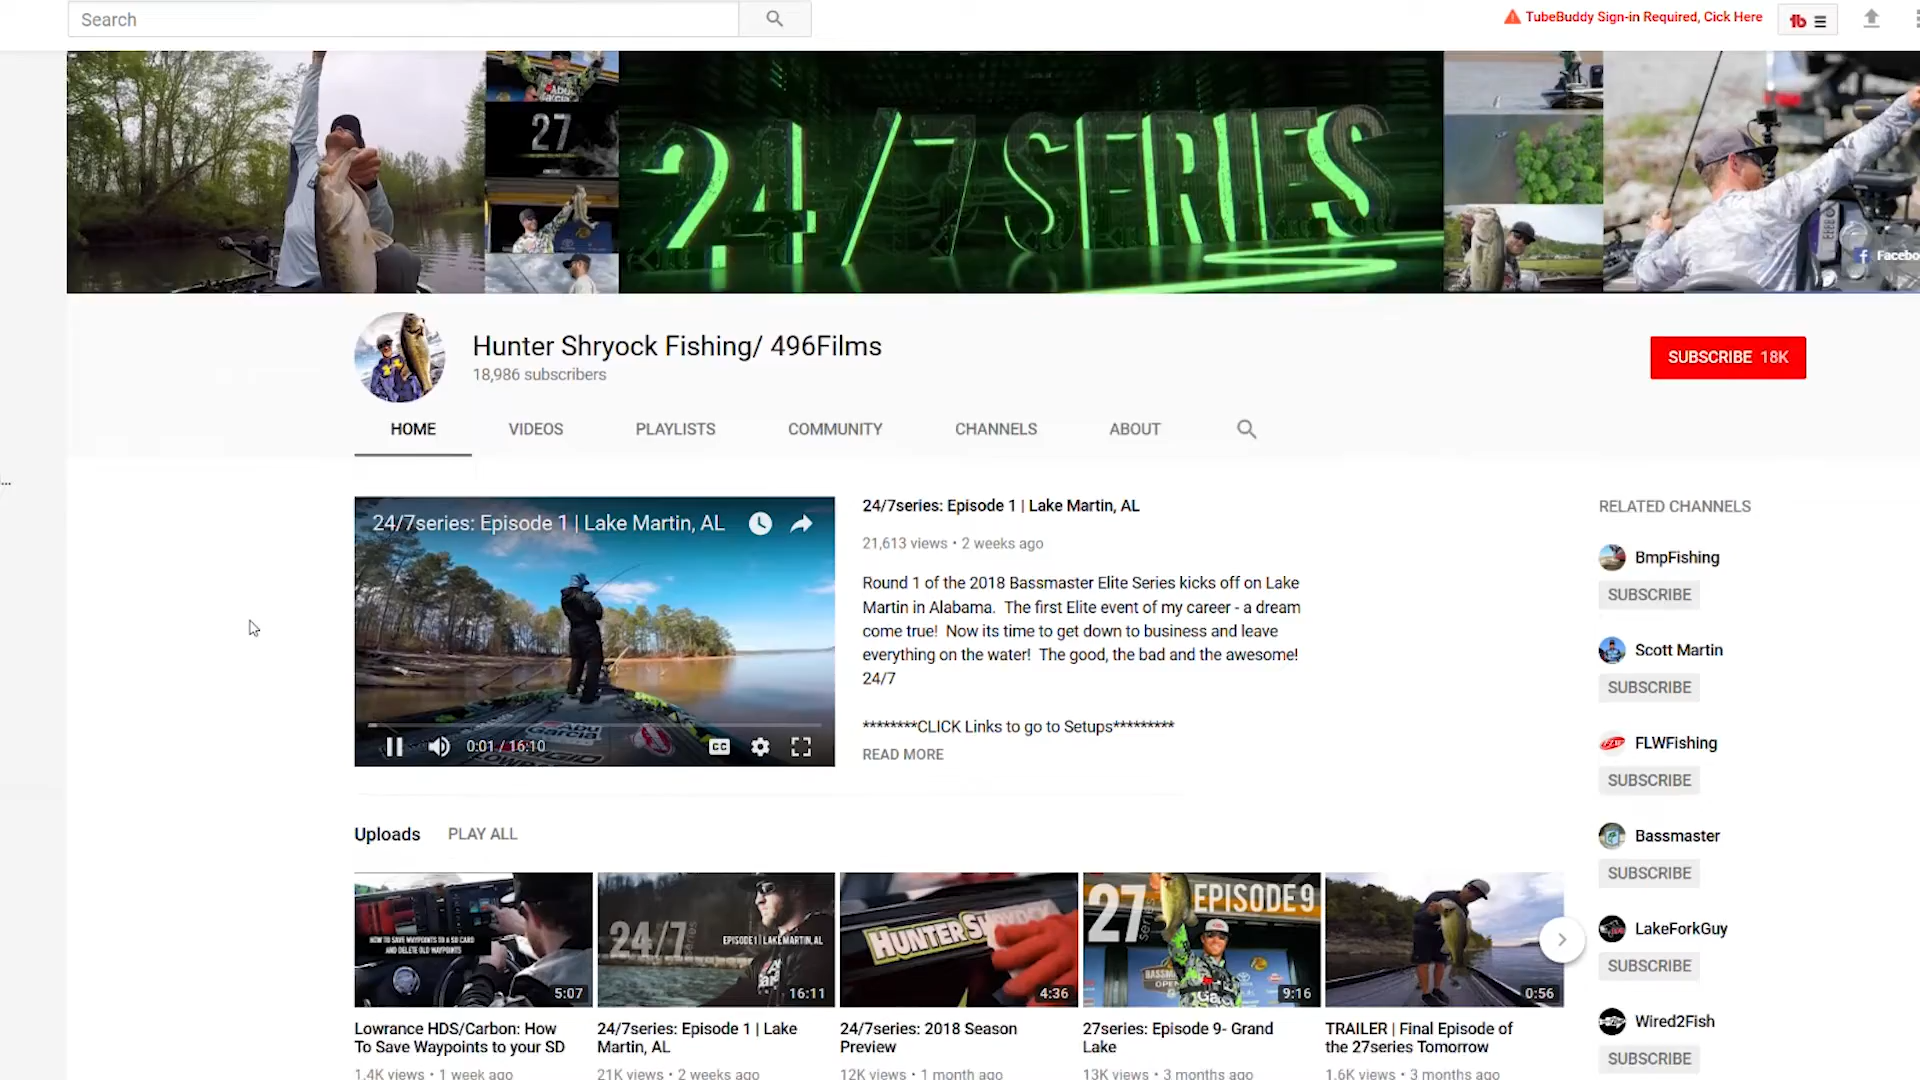 Search
TubeBuddy Sign-in Required, Cick Here
27
24/7 SERIES
Facebo
Hunter Shryock Fishing/ 496Films
18,986 subscribers
SUBSCRIBE 18K
HOME
VIDEOS
PLAYLISTS
COMMUNITY
CHANNELS
ABOUT
24/7series: Episode 1 | Lake Martin, AL
0:01 / 16:10
CC
24/7series: Episode 1 | Lake Martin, AL
21,613 views • 2 weeks ago
Round 1 of the 2018 Bassmaster Elite Series kicks off on Lake
Martin in Alabama. The first Elite event of my career - a dream
come true! Now its time to get down to business and leave
everything on the water! The good, the bad and the awesome!
24/7
********CLICK Links to go to Setups*********
READ MORE
RELATED CHANNELS
BmpFishing
SUBSCRIBE
Scott Martin
SUBSCRIBE
FLWFishing
SUBSCRIBE
Bassmaster
SUBSCRIBE
LakeForkGuy
SUBSCRIBE
Wired2Fish
SUBSCRIBE
Uploads
PLAY ALL
HOW TO SAVE WAYPOINTS TO A SD CARD
AND DELETE OLD WAYPOINTS
5:07
Lowrance HDS/Carbon: How
To Save Waypoints to your SD
1.4K views • 1 week ago
24/7 series
EPISODE 1 | LAKE MARTIN, AL
16:11
24/7series: Episode 1 | Lake
Martin, AL
21K views • 2 weeks ago
HUNTER
4:36
24/7series: 2018 Season
Preview
12K views • 1 month ago
27 series
EPISODE 9
9:16
27series: Episode 9- Grand
Lake
13K views • 3 months ago
0:56
TRAILER | Final Episode of
the 27series Tomorrow
1.6K views • 3 months ago